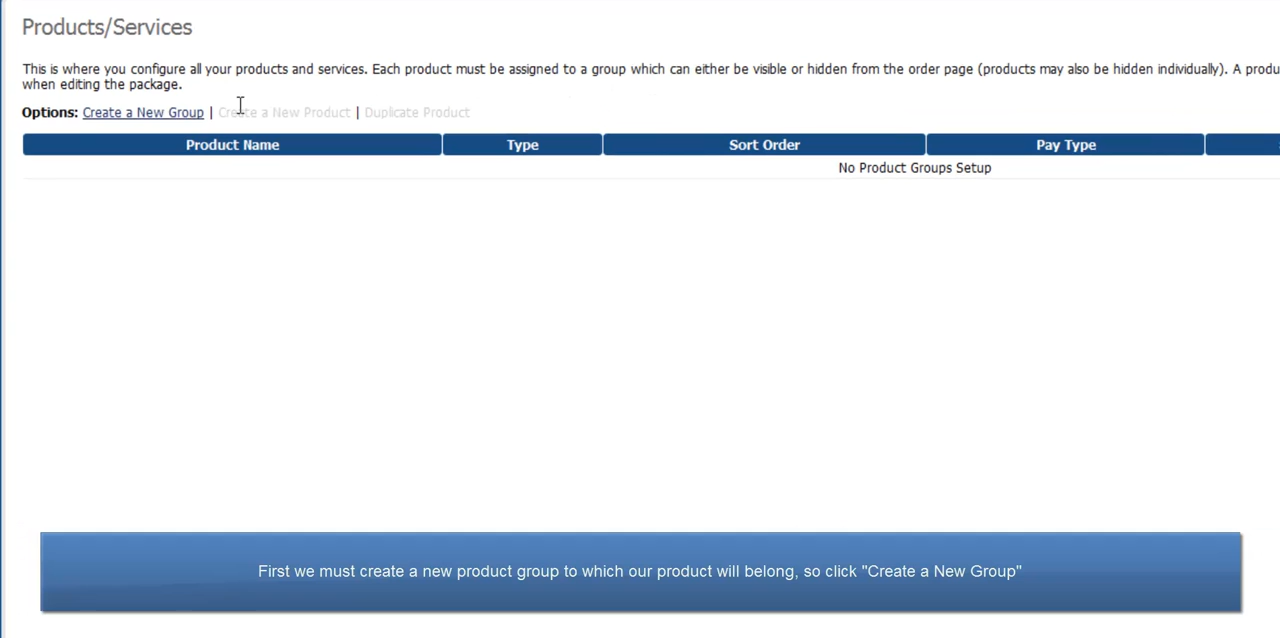 Products/Services
This is where you configure all your products and services. Each product must be assigned to a group which can either be visible or hidden from the order page (products may also be hidden individually). A
when editing the package.
Options: Create a New Group | Create a New Product | Duplicate Product
Product Name Type Sort Order Pay Type
No Product Groups Setup
First we must create a new product group to which our product will belong, so click "Create a New Group"